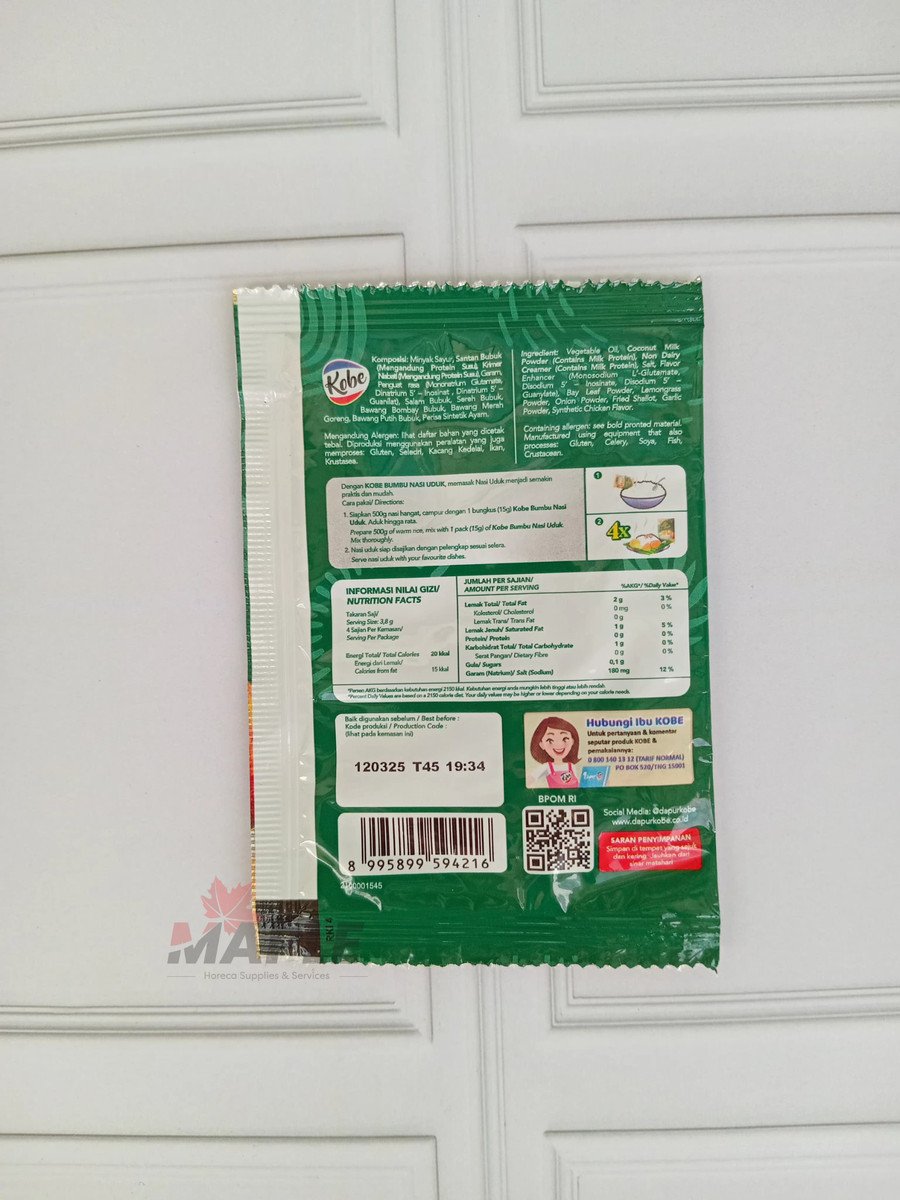 Kobe
Komposisi: Minyak Sayur, Santan Bubuk
(Mengandung Protein Susu), Krimer
Nabati (Mengandung Protein Susu), Garam,
Penguat rasa (Mononatrium Glutamate,
Dinatrium 5' – Inosinat , Dinatrium 5' –
Guanilat), Salam Bubuk, Sereh Bubuk,
Bawang Bombay Bubuk, Bawang Merah
Goreng, Bawang Putih Bubuk, Perisa Sintetik Ayam.
Mengandung Alergen: lihat daftar bahan yang dicetak
tebal. Diproduksi menggunakan peralatan yang juga
memproses: Gluten, Seledri, Kacang Kedelai, Ikan,
Krustasea.
Ingredient: Vegetable Oil, Coconut Milk
Powder (Contains Milk Protein), Non Dairy
Creamer (Contains Milk Protein), Salt, Flavor
Enhancer (Monosodium L'-Glutamate,
Disodium 5' – Inosinate, Disodium 5' –
Guanylate), Bay Leaf Powder, Lemongrass
Powder, Onion Powder, Fried Shallot, Garlic
Powder, Synthetic Chicken Flavor.
Containing allergen: see bold pronted material.
Manufactured using equipment that also
processes: Gluten, Celery, Soya, Fish,
Crustacean.
Dengan KOBE BUMBU NASI UDUK, memasak Nasi Uduk menjadi semakin
praktis dan mudah.
Cara pakai/ Directions:
1. Siapkan 500g nasi hangat, campur dengan 1 bungkus (15g) Kobe Bumbu Nasi
Uduk. Aduk hingga rata.
Prepare 500g of warm rice, mix with 1 pack (15g) of Kobe Bumbu Nasi Uduk.
Mix thoroughly.
2. Nasi uduk siap disajikan dengan pelengkap sesuai selera.
Serve nasi uduk with your favourite dishes.
1
2
4x
INFORMASI NILAI GIZI/
NUTRITION FACTS
Takaran Saji/
Serving Size: 3,8 g
4 Sajian Per Kemasan/
Serving Per Package
Energi Total/ Total Calories 20 kkal
Energi dari Lemak/
Calories from fat 15 kkal
JUMLAH PER SAJIAN/
AMOUNT PER SERVING %AKG*/ %Daily Value*
Lemak Total/ Total Fat 2 g 3 %
Kolesterol/ Cholesterol 0 mg 0 %
Lemak Trans/ Trans Fat 0 g
Lemak Jenuh/ Saturated Fat 1 g 5 %
Protein/ Protein 0 g 0 %
Karbohidrat Total/ Total Carbohydrate 1 g 0 %
Serat Pangan/ Dietary Fibre 0 g 0 %
Gula/ Sugars 0,1 g
Garam (Natrium)/ Salt (Sodium) 180 mg 12 %
*Persen AKG berdasarkan kebutuhan energi 2150 kkal. Kebutuhan energi anda mungkin lebih tinggi atau lebih rendah.
*Percent Daily Values are based on a 2150 calorie diet. Your daily value may be higher or lower depending on your calorie needs.
Baik digunakan sebelum / Best before :
Kode produksi / Production Code :
(lihat pada kemasan ini)
120325 T45 19:34
Hubungi Ibu KOBE
Untuk pertanyaan & komentar
seputar produk KOBE &
pemakaiannya:
0 800 140 18 12 (TARIF NORMAL)
PO BOX 520/TNG 15001
BPOM RI
Social Media: @dapurkobe
www.dapurkobe.co.id
SARAN PENYIMPANAN
Simpan di tempat yang sejuk
dan kering. Jauhkan dari
sinar matahari
8 995899 594216
2100001545
RK14
MAPLE
Horeca Supplies & Services